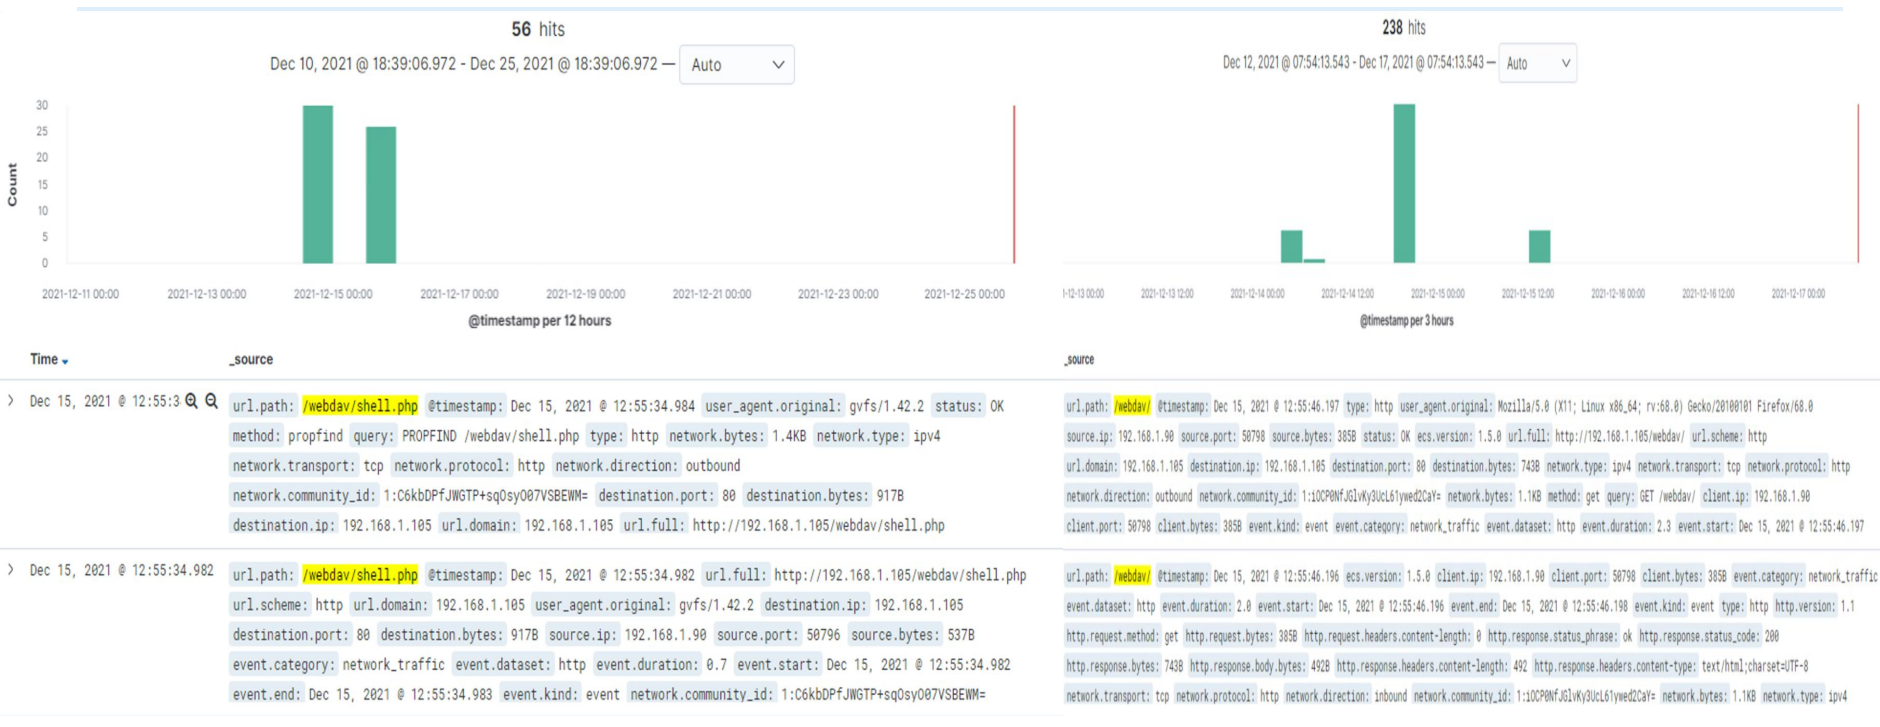 56 hits
Dec 10, 2021 @ 18:39:06.972 - Dec 25, 2021 @ 18:39:06.972 — Auto
30
25
20
15
10
5
0
Count
2021-12-11 00:00 2021-12-13 00:00 2021-12-15 00:00 2021-12-17 00:00 2021-12-19 00:00 2021-12-21 00:00 2021-12-23 00:00 2021-12-25 00:00
@timestamp per 12 hours
Time _source
> Dec 15, 2021 @ 12:55:3 url.path: /webdav/shell.php @timestamp: Dec 15, 2021 @ 12:55:34.984 user_agent.original: gvfs/1.42.2 status: OK
method: propfind query: PROPFIND /webdav/shell.php type: http network.bytes: 1.4KB network.type: ipv4
network.transport: tcp network.protocol: http network.direction: outbound
network.community_id: 1:C6kbDPfJWGTP+sqOsyO07VSBEWM= destination.port: 80 destination.bytes: 917B
destination.ip: 192.168.1.105 url.domain: 192.168.1.105 url.full: http://192.168.1.105/webdav/shell.php
> Dec 15, 2021 @ 12:55:34.982 url.path: /webdav/shell.php @timestamp: Dec 15, 2021 @ 12:55:34.982 url.full: http://192.168.1.105/webdav/shell.php
url.scheme: http url.domain: 192.168.1.105 user_agent.original: gvfs/1.42.2 destination.ip: 192.168.1.105
destination.port: 80 destination.bytes: 917B source.ip: 192.168.1.90 source.port: 50796 source.bytes: 537B
event.category: network_traffic event.dataset: http event.duration: 0.7 event.start: Dec 15, 2021 @ 12:55:34.982
event.end: Dec 15, 2021 @ 12:55:34.983 event.kind: event network.community_id: 1:C6kbDPfJWGTP+sqOsyO07VSBEWM=
238 hits
Dec 12, 2021 @ 07:54:13.543 - Dec 17, 2021 @ 07:54:13.543 — Auto
1-12-13 00:00 2021-12-13 12:00 2021-12-14 00:00 2021-12-14 12:00 2021-12-15 00:00 2021-12-15 12:00 2021-12-16 00:00 2021-12-16 12:00 2021-12-17 00:00
@timestamp per 3 hours
_source
url.path: /webdav/ @timestamp: Dec 15, 2021 @ 12:55:46.197 type: http user_agent.original: Mozilla/5.0 (X11; Linux x86_64; rv:68.0) Gecko/20100101 Firefox/68.0
source.ip: 192.168.1.90 source.port: 50798 source.bytes: 385B status: OK ecs.version: 1.5.0 url.full: http://192.168.1.105/webdav/ url.scheme: http
url.domain: 192.168.1.105 destination.ip: 192.168.1.105 destination.port: 80 destination.bytes: 743B network.type: ipv4 network.transport: tcp network.protocol: http
network.direction: outbound network.community_id: 1:iOCP0NfJGlvKy3UcL61ywed2CaY= network.bytes: 1.1KB method: get query: GET /webdav/ client.ip: 192.168.1.90
client.port: 50798 client.bytes: 385B event.kind: event event.category: network_traffic event.dataset: http event.duration: 2.3 event.start: Dec 15, 2021 @ 12:55:46.197
url.path: /webdav/ @timestamp: Dec 15, 2021 @ 12:55:46.196 ecs.version: 1.5.0 client.ip: 192.168.1.90 client.port: 50798 client.bytes: 385B event.category: network_traffic
event.dataset: http event.duration: 2.0 event.start: Dec 15, 2021 @ 12:55:46.196 event.end: Dec 15, 2021 @ 12:55:46.198 event.kind: event type: http http.version: 1.1
http.request.method: get http.request.bytes: 385B http.request.headers.content-length: 0 http.response.status_phrase: ok http.response.status_code: 200
http.response.bytes: 743B http.response.body.bytes: 492B http.response.headers.content-length: 492 http.response.headers.content-type: text/html;charset=UTF-8
network.transport: tcp network.protocol: http network.direction: inbound network.community_id: 1:iOCP0NfJGlvKy3UcL61ywed2CaY= network.bytes: 1.1KB network.type: ipv4